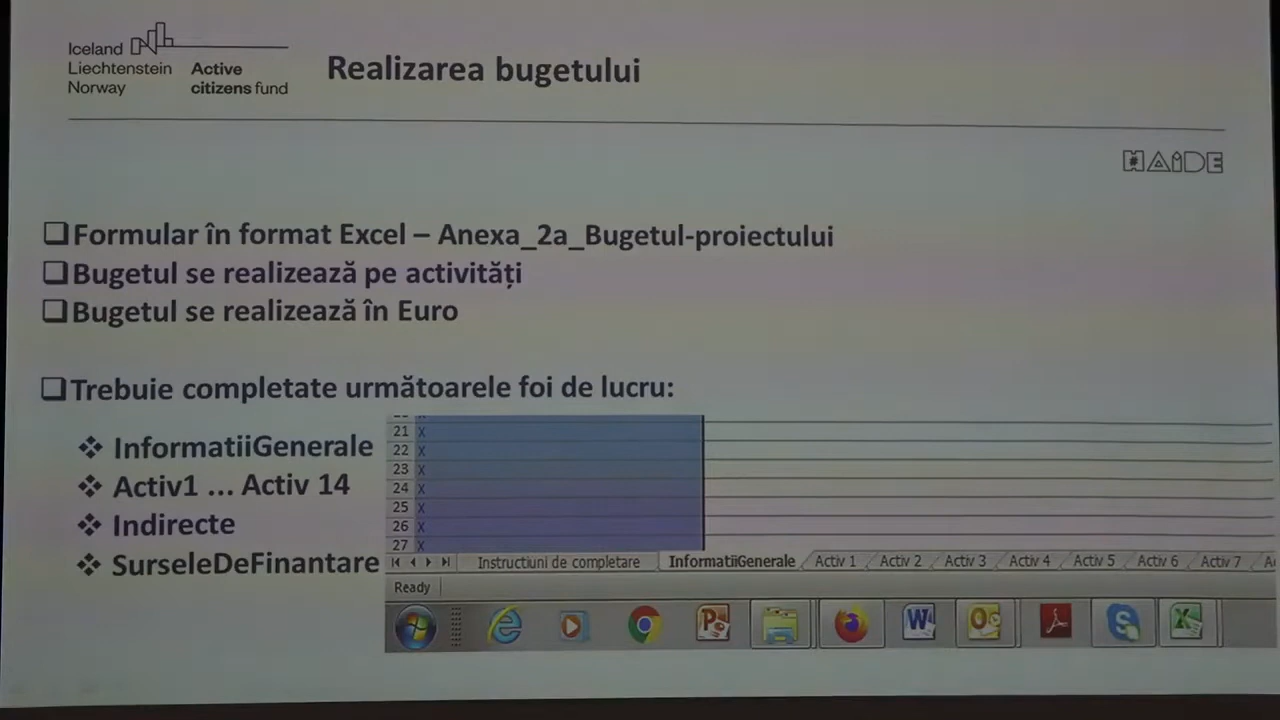 Iceland
Liechtenstein
Norway
Active
citizens fund
Realizarea bugetului
#AiDE
Formular în format Excel – Anexa_2a_Bugetul-proiectului
Bugetul se realizează pe activități
Bugetul se realizează în Euro
Trebuie completate următoarele foi de lucru:
InformatiiGenerale
Activ1 ... Activ 14
Indirecte
SurseleDeFinantare
21 X
22 X
23 X
24 X
25 X
26 X
27 X
Instructiuni de completare InformatiiGenerale Activ 1 Activ 2 Activ 3 Activ 4 Activ 5 Activ 6 Activ 7
Ready